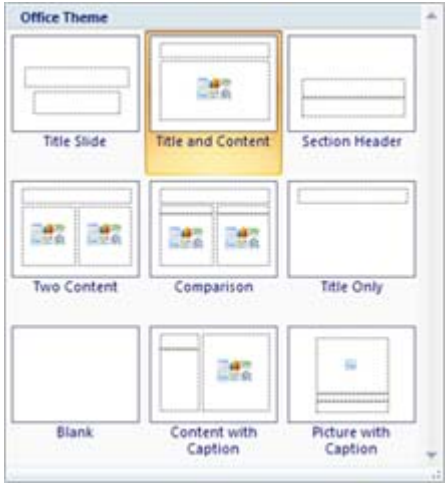 Office Theme
Title Slide
Title and Content
Section Header
Two Content
Comparison
Title Only
Blank
Content with
Caption
Picture with
Caption